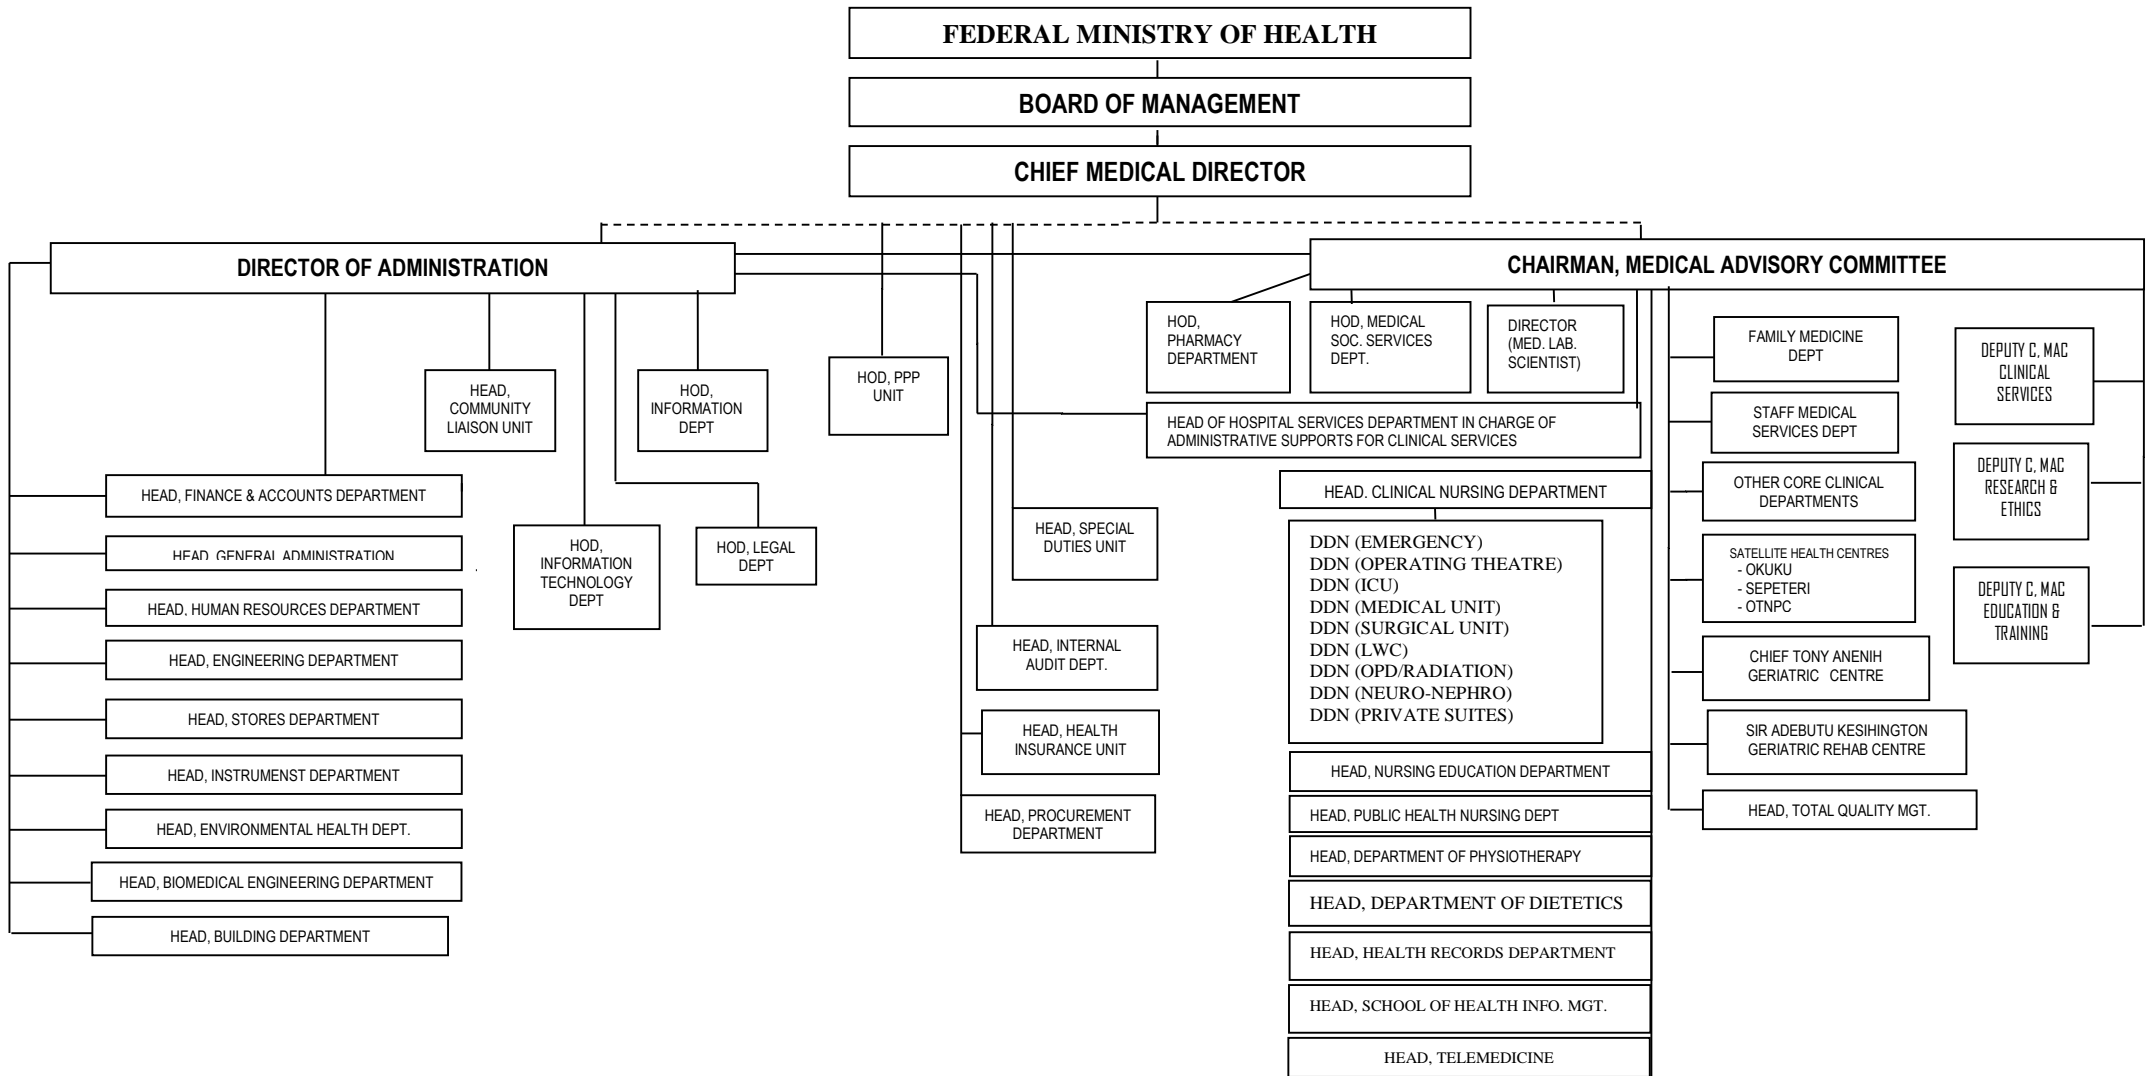 FEDERAL MINISTRY OF HEALTH
BOARD OF MANAGEMENT
CHIEF MEDICAL DIRECTOR
DIRECTOR OF ADMINISTRATION
CHAIRMAN, MEDICAL ADVISORY COMMITTEE
HEAD,
COMMUNITY
LIAISON UNIT
HOD,
INFORMATION
DEPT
HOD, PPP
UNIT
HEAD, FINANCE & ACCOUNTS DEPARTMENT
HEAD, GENERAL ADMINISTRATION
HEAD, HUMAN RESOURCES DEPARTMENT
HEAD, ENGINEERING DEPARTMENT
HEAD, STORES DEPARTMENT
HEAD, INSTRUMENST DEPARTMENT
HEAD, ENVIRONMENTAL HEALTH DEPT.
HEAD, BIOMEDICAL ENGINEERING DEPARTMENT
HEAD, BUILDING DEPARTMENT
HOD,
INFORMATION
TECHNOLOGY
DEPT
HOD, LEGAL
DEPT
HEAD, SPECIAL
DUTIES UNIT
HEAD, INTERNAL
AUDIT DEPT.
HEAD, HEALTH
INSURANCE UNIT
HEAD, PROCUREMENT
DEPARTMENT
HOD,
PHARMACY
DEPARTMENT
HOD, MEDICAL
SOC. SERVICES
DEPT.
DIRECTOR
(MED. LAB.
SCIENTIST)
HEAD OF HOSPITAL SERVICES DEPARTMENT IN CHARGE OF
ADMINISTRATIVE SUPPORTS FOR CLINICAL SERVICES
HEAD. CLINICAL NURSING DEPARTMENT
DDN (EMERGENCY)
DDN (OPERATING THEATRE)
DDN (ICU)
DDN (MEDICAL UNIT)
DDN (SURGICAL UNIT)
DDN (LWC)
DDN (OPD/RADIATION)
DDN (NEURO-NEPHRO)
DDN (PRIVATE SUITES)
HEAD, NURSING EDUCATION DEPARTMENT
HEAD, PUBLIC HEALTH NURSING DEPT
HEAD, DEPARTMENT OF PHYSIOTHERAPY
HEAD, DEPARTMENT OF DIETETICS
HEAD, HEALTH RECORDS DEPARTMENT
HEAD, SCHOOL OF HEALTH INFO. MGT.
HEAD, TELEMEDICINE
FAMILY MEDICINE
DEPT
STAFF MEDICAL
SERVICES DEPT
OTHER CORE CLINICAL
DEPARTMENTS
SATELLITE HEALTH CENTRES
- OKUKU
- SEPETERI
- OTNPC
CHIEF TONY ANENIH
GERIATRIC CENTRE
SIR ADEBUTU KESIHINGTON
GERIATRIC REHAB CENTRE
HEAD, TOTAL QUALITY MGT.
DEPUTY C, MAC
CLINICAL
SERVICES
DEPUTY C, MAC
RESEARCH &
ETHICS
DEPUTY C, MAC
EDUCATION &
TRAINING